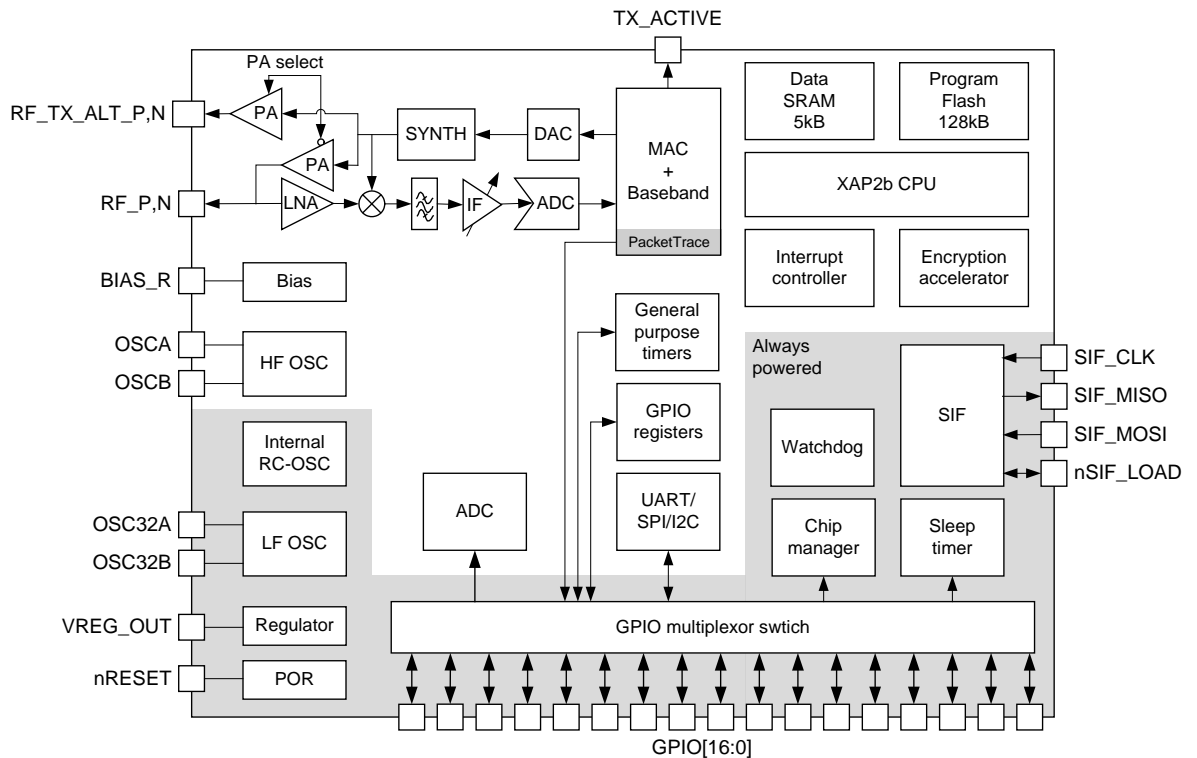 TX_ACTIVE
PA select
RF_TX_ALT_P,N
PA
SYNTH
DAC
MAC
+
Baseband
Data
SRAM
5kB
Program
Flash
128kB
PA
XAP2b CPU
RF_P,N
LNA
IF
ADC
PacketTrace
Interrupt
controller
Encryption
accelerator
BIAS_R
Bias
General
purpose
timers
OSCA
OSCB
HF OSC
Always
powered
SIF
SIF_CLK
SIF_MISO
SIF_MOSI
nSIF_LOAD
GPIO
registers
Watchdog
Internal
RC-OSC
ADC
UART/
SPI/I2C
Chip
manager
Sleep
timer
OSC32A
OSC32B
LF OSC
VREG_OUT
Regulator
GPIO multiplexor swtich
nRESET
POR
GPIO[16:0]